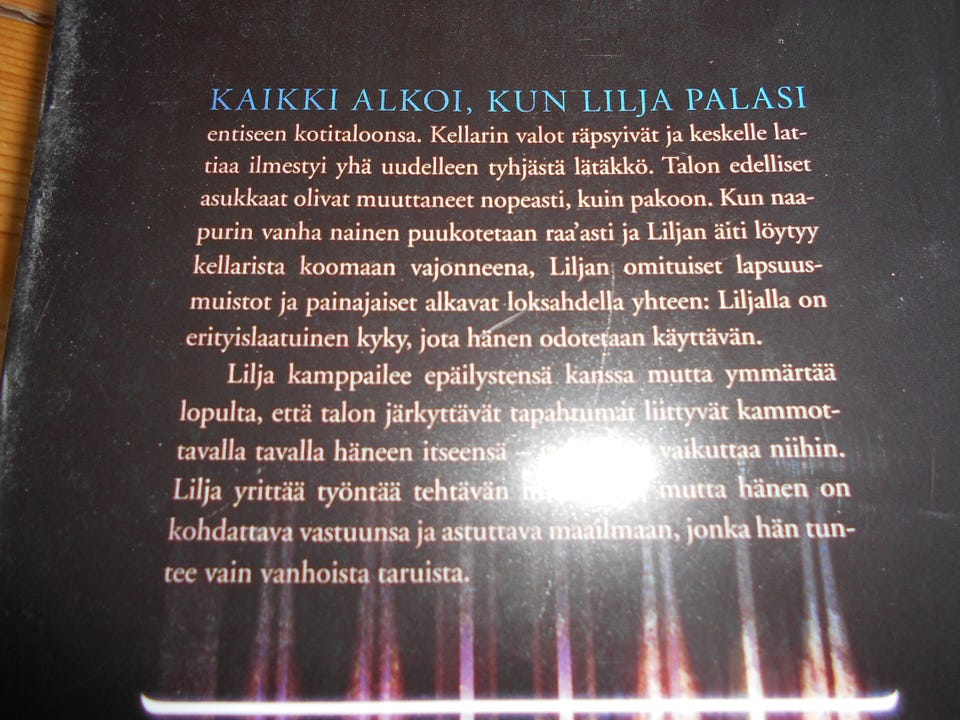 KAIKKI ALKOI, KUN LILJA PALASI
entiseen kotitaloonsa. Kellarin valot räpsyivät ja keskelle lat-
tiaa ilmestyi yhä uudelleen tyhjästä lätäkkö. Talon edelliset
asukkaat olivat muuttaneet nopeasti, kuin pakoon. Kun naa-
purin vanha nainen puukotetaan raa’asti ja Liljan äiti löytyy
kellarista koomaan vajonneena, Liljan omituiset lapsuus-
muistot ja painajaiset alkavat loksahdella yhteen: Liljalla on
erityislaatuinen kyky, jota hänen odotetaan käyttävän.
Lilja kamppailee epäilystensä kanssa mutta ymmärtää
lopulta, että talon järkyttävät tapahtumat liittyvät kammot-
tavalla tavalla häneen itseensä – vaikuttaa niihin.
Lilja yrittää työntää tehtävän mutta hänen on
kohdattava vastuunsa ja astuttava maailmaan, jonka hän tun-
tee vain vanhoista taruista.